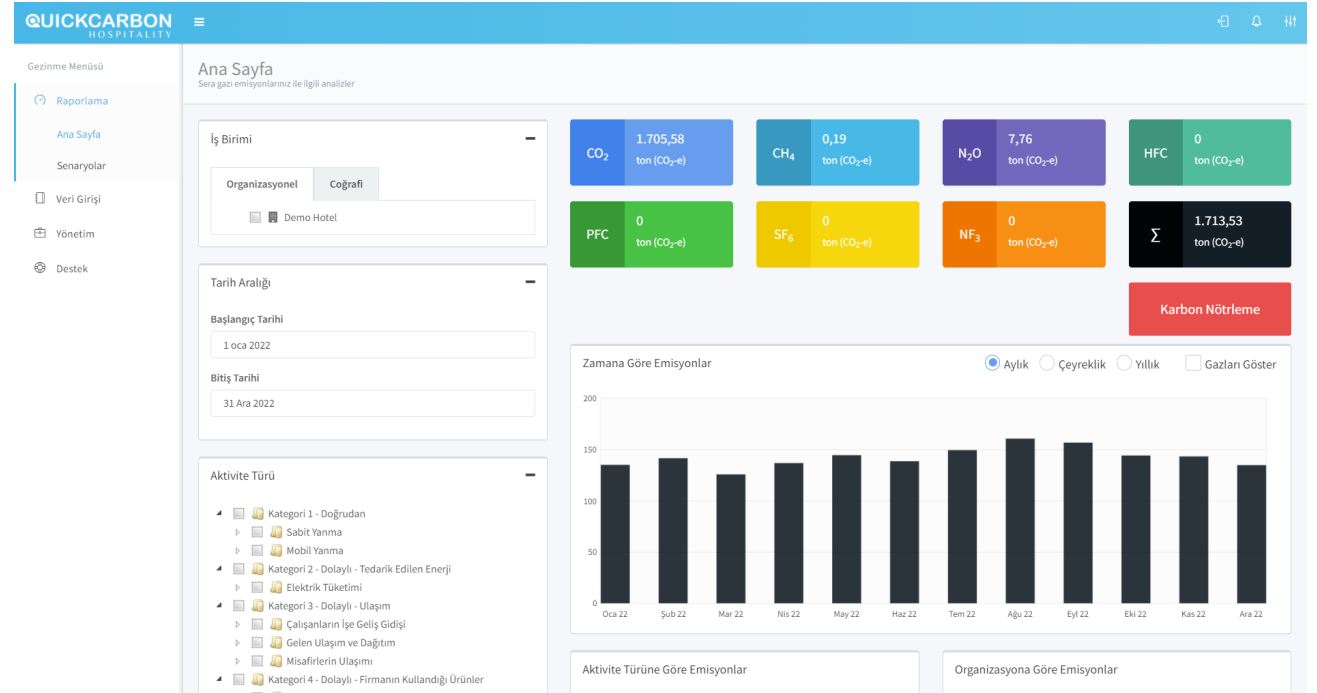 QUICKCARBON
HOSPITALITY
Gezinme Menüsü
Raporlama
Ana Sayfa
Senaryolar
Veri Girişi
Yönetim
Destek
Ana Sayfa
Sera gazı emisyonlarınız ile ilgili analizler
İş Birimi
Organizasyonel
Coğrafi
Demo Hotel
Tarih Aralığı
Başlangıç Tarihi
1 oca 2022
Bitiş Tarihi
31 Ara 2022
Aktivite Türü
Kategori 1 - Doğrudan
Sabit Yanma
Mobil Yanma
Kategori 2 - Dolaylı - Tedarik Edilen Enerji
Elektrik Tüketimi
Kategori 3 - Dolaylı - Ulaşım
Çalışanların İşe Geliş Gidişi
Gelen Ulaşım ve Dağıtım
Misafirlerin Ulaşımı
Kategori 4 - Dolaylı - Firmanın Kullandığı Ürünler
CO₂
1.705,58
ton (CO₂-e)
CH₄
0,19
ton (CO₂-e)
N₂O
7,76
ton (CO₂-e)
HFC
0
ton (CO₂-e)
PFC
0
ton (CO₂-e)
SF₆
0
ton (CO₂-e)
NF₃
0
ton (CO₂-e)
Σ
1.713,53
ton (CO₂-e)
Karbon Nötrleme
Zamana Göre Emisyonlar
Aylık Çeyreklik Yıllık Gazları Göster
200
150
100
50
0
Oca 22 Şub 22 Mar 22 Nis 22 May 22 Haz 22 Tem 22 Ağu 22 Eyl 22 Eki 22 Kas 22 Ara 22
Aktivite Türüne Göre Emisyonlar
Organizasyona Göre Emisyonlar